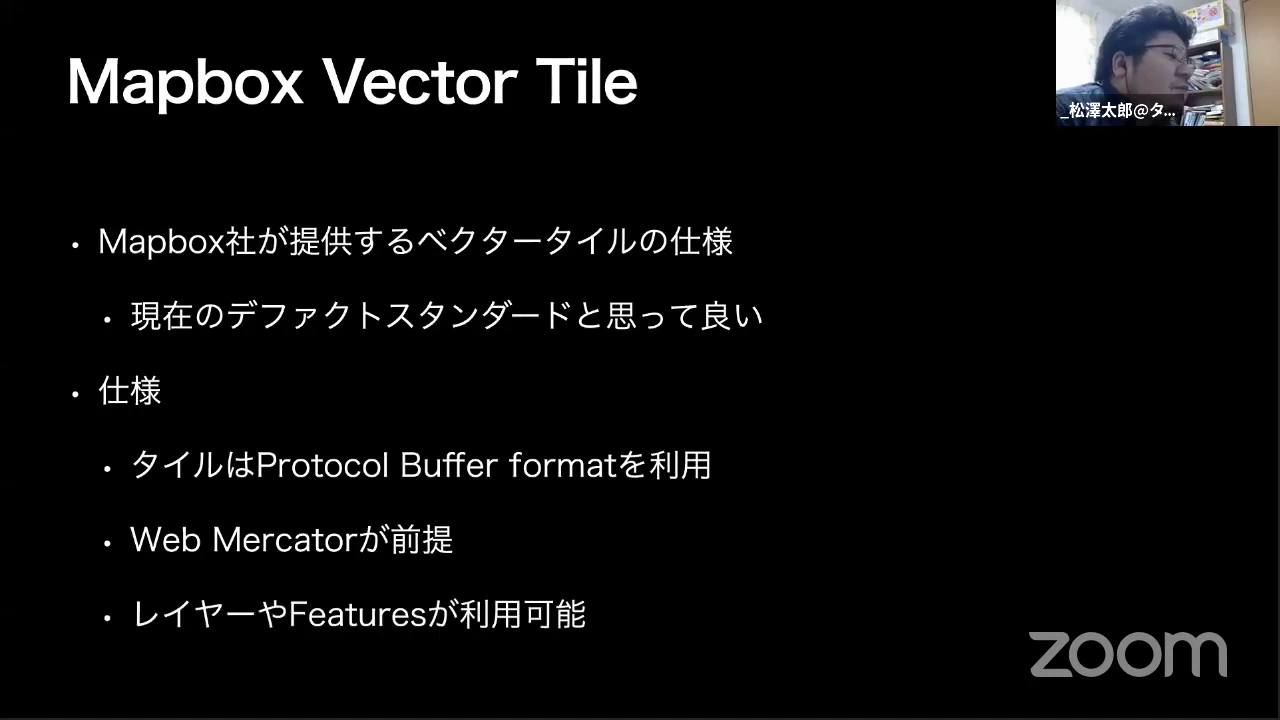 Mapbox Vector Tile
_松澤太郎@タ...
• Mapbox社が提供するベクタータイルの仕様
• 現在のデファクトスタンダードと思って良い
• 仕様
• タイルはProtocol Buffer formatを利用
• Web Mercatorが前提
• レイヤーやFeaturesが利用可能
zoom